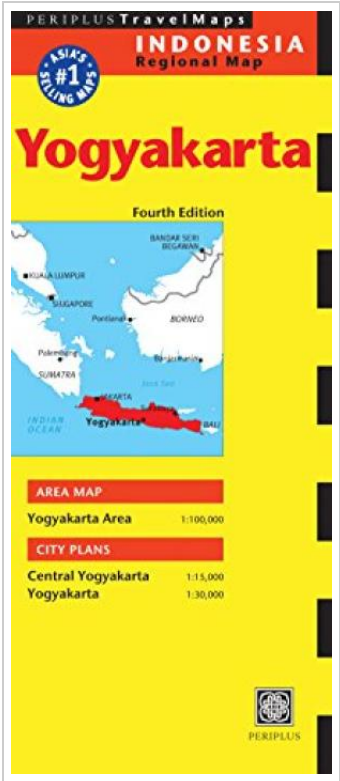 PERIPLUS TravelMaps
INDONESIA
Regional Map
ASIA'S
#1
SELLING MAPS
Yogyakarta
Fourth Edition
BANDAR SERI
BEGAWAN
KUALA LUMPUR
SINGAPORE
Pontianak
BORNEO
Palembang
Banjarmasin
SUMATRA
Java Sea
JAKARTA
Surabaya
INDIAN
OCEAN
Yogyakarta
BALI
AREA MAP
Yogyakarta Area 1:100,000
CITY PLANS
Central Yogyakarta 1:15,000
Yogyakarta 1:30,000
PERIPLUS